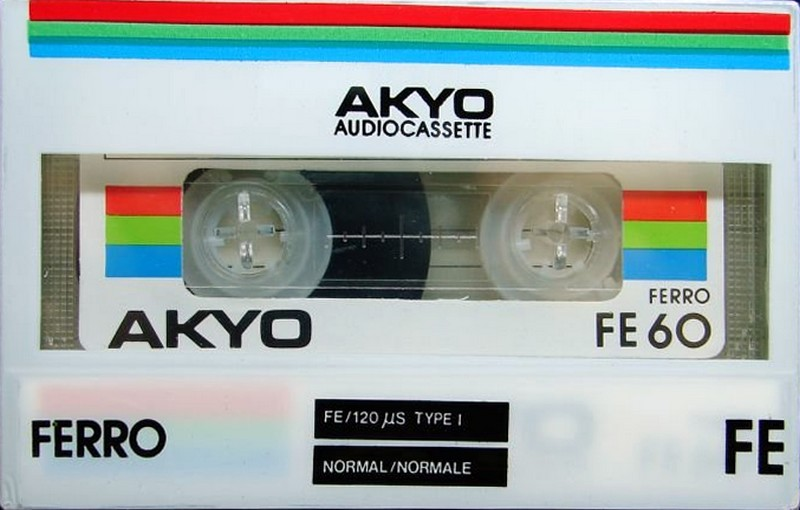 AKYO
AUDIOCASSETTE
FERRO
AKYO FE 60
FERRO
FE/120 µS TYPE I
NORMAL/NORMALE
FE